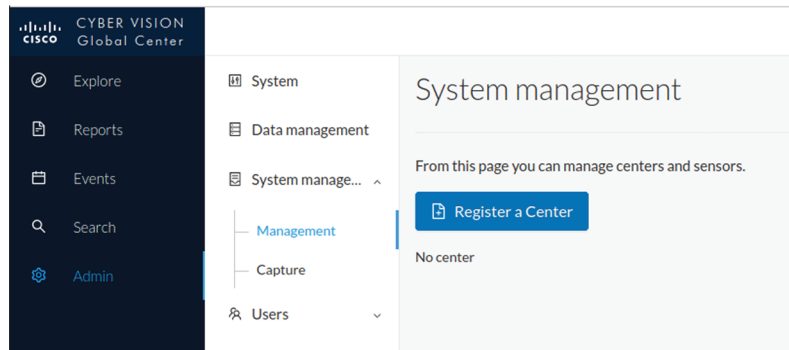 CISCO
CYBER VISION
Global Center
Explore
Reports
Events
Search
Admin
System
Data management
System manage...
Management
Capture
Users
System management
From this page you can manage centers and sensors.
Register a Center
No center